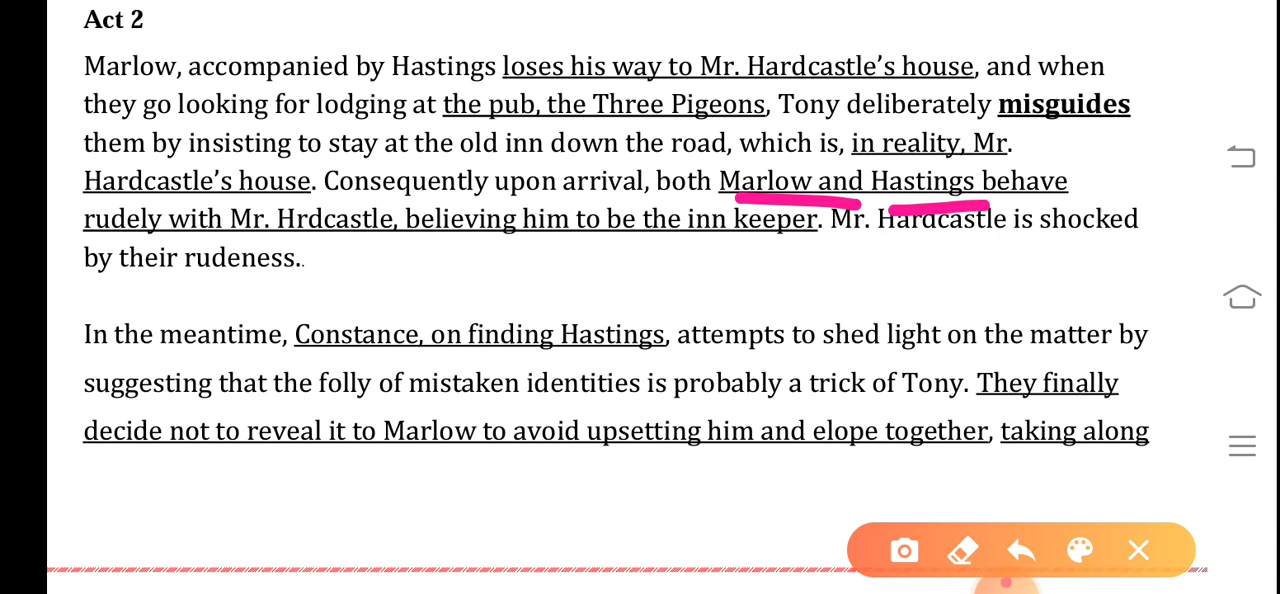 Act 2
Marlow, accompanied by Hastings loses his way to Mr. Hardcastle’s house, and when
they go looking for lodging at the pub, the Three Pigeons, Tony deliberately misguides
them by insisting to stay at the old inn down the road, which is, in reality, Mr.
Hardcastle’s house. Consequently upon arrival, both Marlow and Hastings behave
rudely with Mr. Hrdcastle, believing him to be the inn keeper. Mr. Hardcastle is shocked
by their rudeness..
In the meantime, Constance, on finding Hastings, attempts to shed light on the matter by
suggesting that the folly of mistaken identities is probably a trick of Tony. They finally
decide not to reveal it to Marlow to avoid upsetting him and elope together, taking along